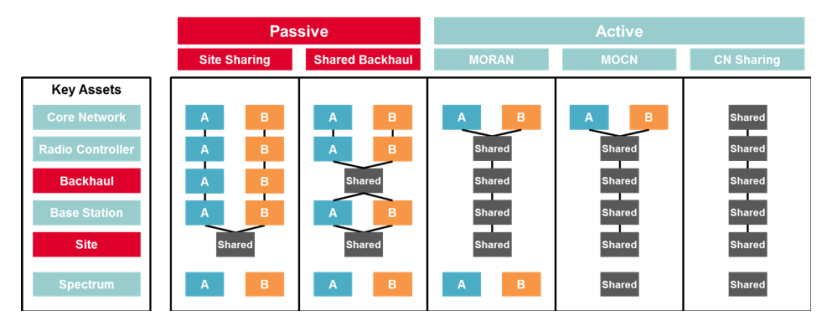 Passive Active
Site Sharing Shared Backhaul MORAN MOCN CN Sharing
Key Assets
Core Network A B A B A B A B Shared
Radio Controller A B A B Shared Shared Shared
Backhaul A B Shared Shared Shared Shared
Base Station A B A B Shared Shared Shared
Site Shared Shared Shared Shared Shared
Spectrum A B A B A B Shared Shared